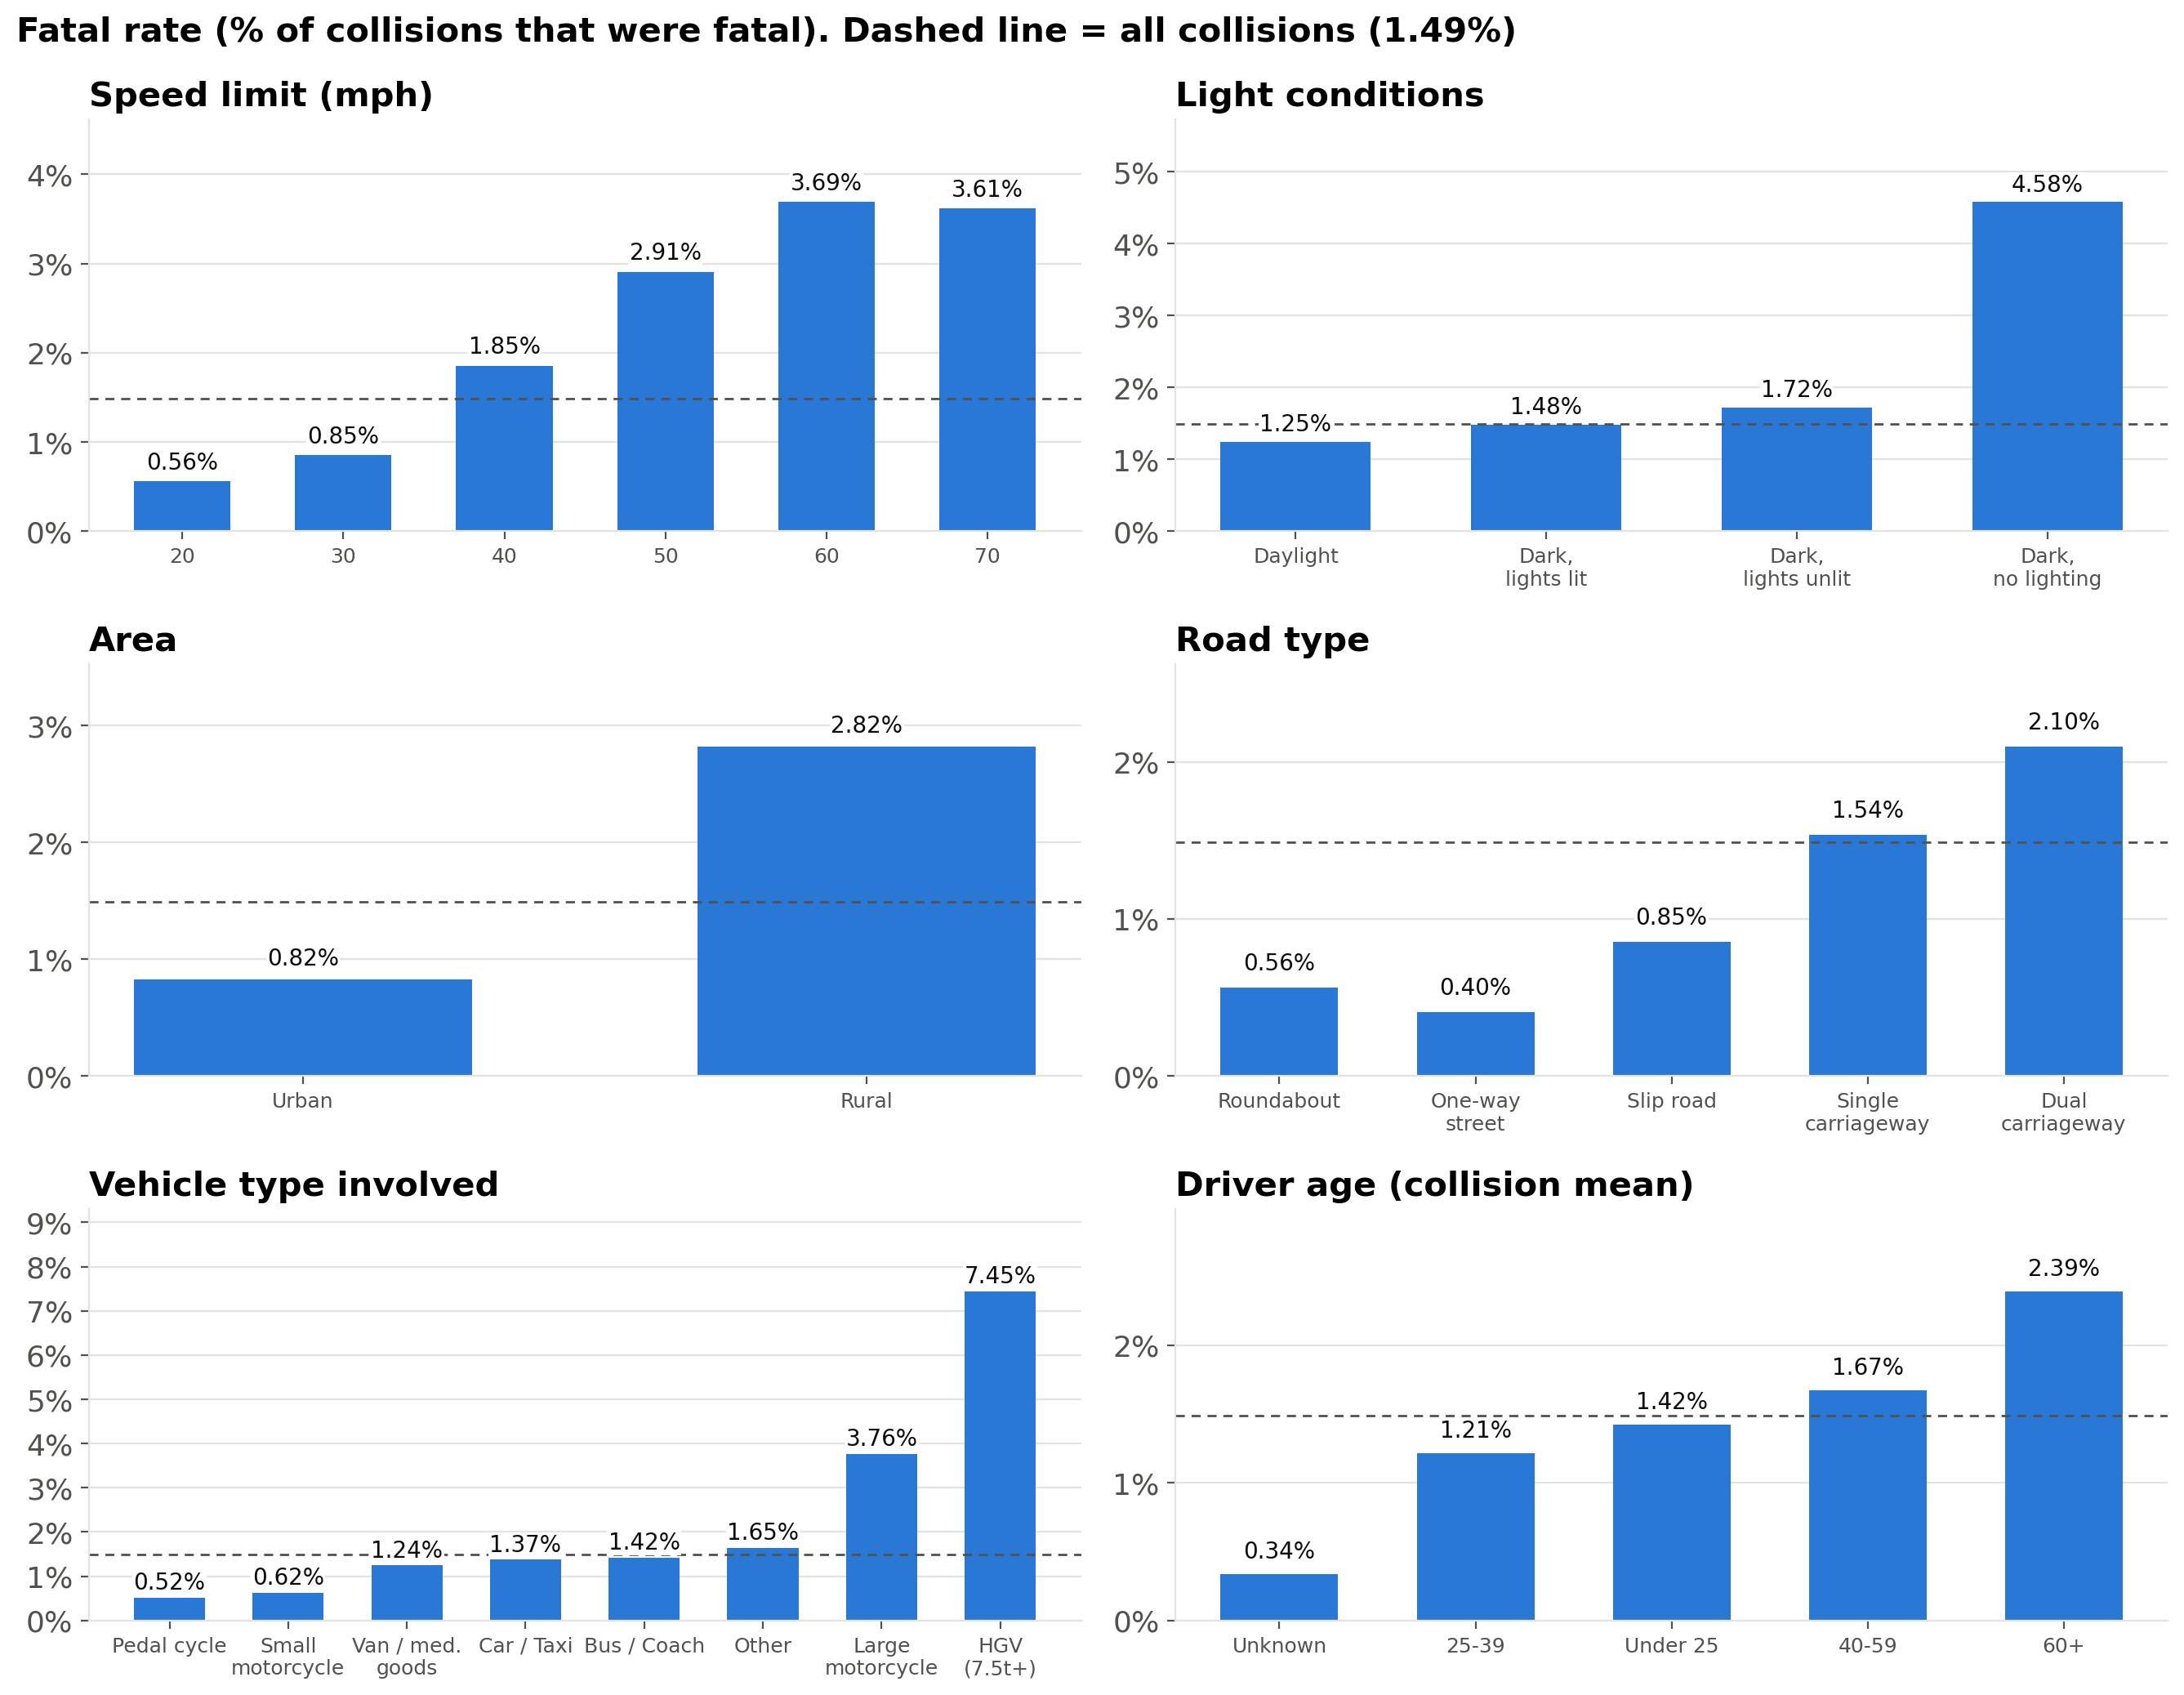 Fatal rate (% of collisions that were fatal). Dashed line = all collisions (1.49%)
Speed limit (mph)
4%
3%
2%
1%
0%
0.56%
0.85%
1.85%
2.91%
3.69%
3.61%
20
30
40
50
60
70
Light conditions
5%
4%
3%
2%
1%
0%
1.25%
1.48%
1.72%
4.58%
Daylight
Dark,
lights lit
Dark,
lights unlit
Dark,
no lighting
Area
3%
2%
1%
0%
0.82%
2.82%
Urban
Rural
Road type
2%
1%
0%
0.56%
0.40%
0.85%
1.54%
2.10%
Roundabout
One-way
street
Slip road
Single
carriageway
Dual
carriageway
Vehicle type involved
9%
8%
7%
6%
5%
4%
3%
2%
1%
0%
0.52%
0.62%
1.24%
1.37%
1.42%
1.65%
3.76%
7.45%
Pedal cycle
Small
motorcycle
Van / med.
goods
Car / Taxi
Bus / Coach
Other
Large
motorcycle
HGV
(7.5t+)
Driver age (collision mean)
2%
1%
0%
0.34%
1.21%
1.42%
1.67%
2.39%
Unknown
25-39
Under 25
40-59
60+